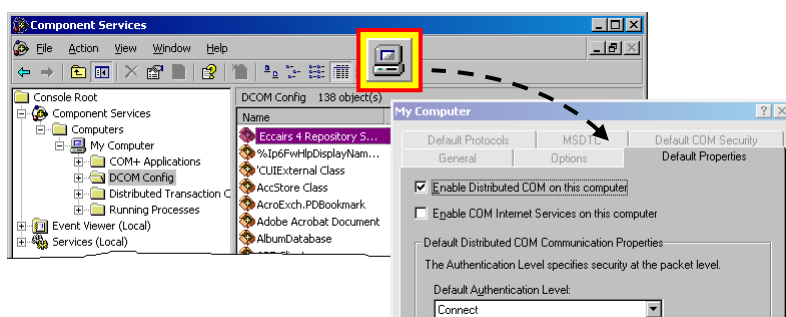 Component Services
File Action View Window Help
Console Root
Component Services
Computers
My Computer
COM+ Applications
DCOM Config
Distributed Transaction C
Running Processes
Event Viewer (Local)
Services (Local)
DCOM Config 138 object(s)
Name
Eccairs 4 Repository S...
%Ip6FwHlpDisplayNam...
'CUIExternal Class
AccStore Class
AcroExch.PDBookmark
Adobe Acrobat Document
AlbumDatabase
My Computer
Default Protocols MSDTC Default COM Security
General Options Default Properties
Enable Distributed COM on this computer
Enable COM Internet Services on this computer
Default Distributed COM Communication Properties
The Authentication Level specifies security at the packet level.
Default Authentication Level:
Connect